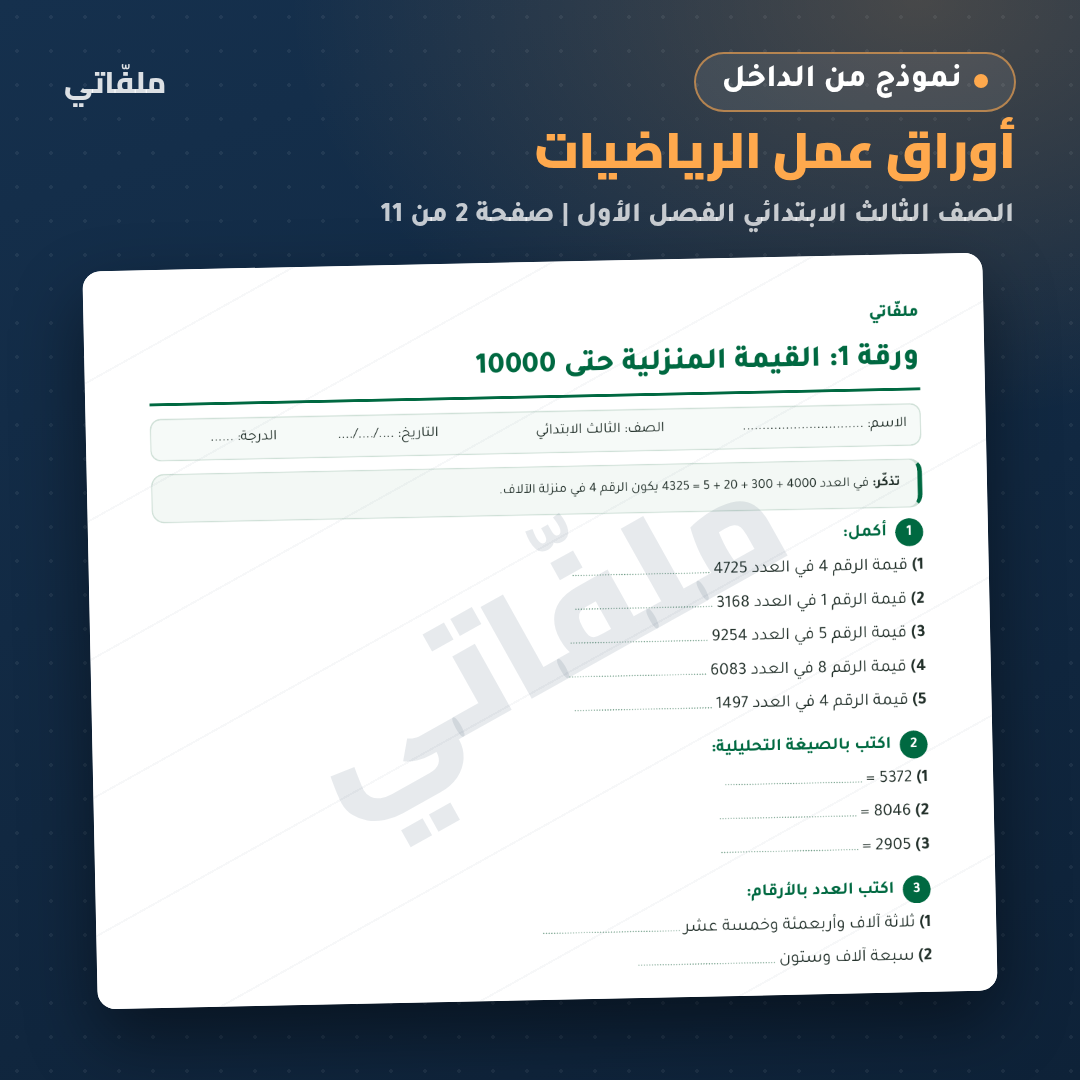 نموذج من الداخل
ملفّاتي
أوراق عمل الرياضيات
الصف الثالث الابتدائي الفصل الأول | صفحة 2 من 11
ملفّاتي
ورقة 1: القيمة المنزلية حتى 10000
الاسم: .............................. الصف: الثالث الابتدائي التاريخ: ..../..../.... الدرجة: ......
تذكّر: في العدد 4000 + 300 + 20 + 5 = 4325 يكون الرقم 4 في منزلة الآلاف.
1 أكمل:
1) قيمة الرقم 4 في العدد 4725
2) قيمة الرقم 1 في العدد 3168
3) قيمة الرقم 5 في العدد 9254
4) قيمة الرقم 8 في العدد 6083
5) قيمة الرقم 4 في العدد 1497
2 اكتب بالصيغة التحليلية:
1) 5372 =
2) 8046 =
3) 2905 =
3 اكتب العدد بالأرقام:
1) ثلاثة آلاف وأربعمئة وخمسة عشر
2) سبعة آلاف وستون
ملفّاتي